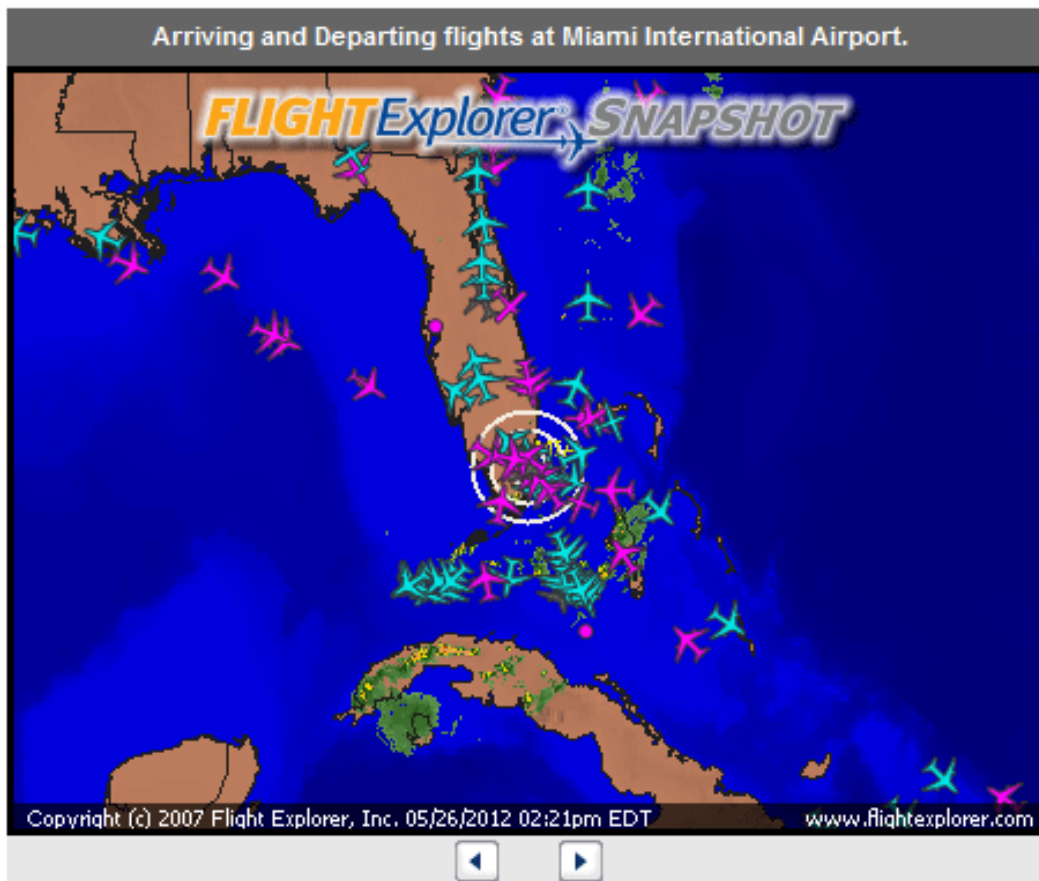 Arriving and Departing flights at Miami International Airport.
FLIGHTExplorer® SNAPSHOT
Copyright (c) 2007 Flight Explorer, Inc. 05/26/2012 02:21pm EDT www.flightexplorer.com